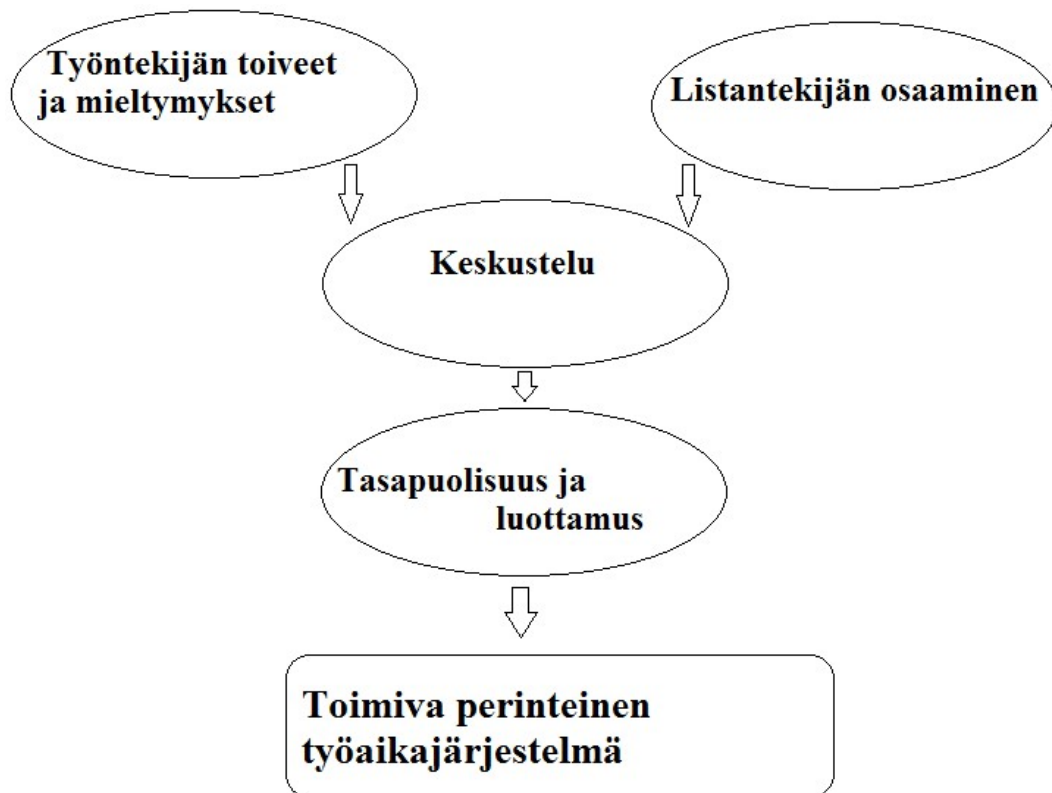 Työntekijän toiveet
ja mieltymykset
Listantekijän osaaminen
Keskustelu
Tasapuolisuus ja
luottamus
Toimiva perinteinen
työaikajärjestelmä